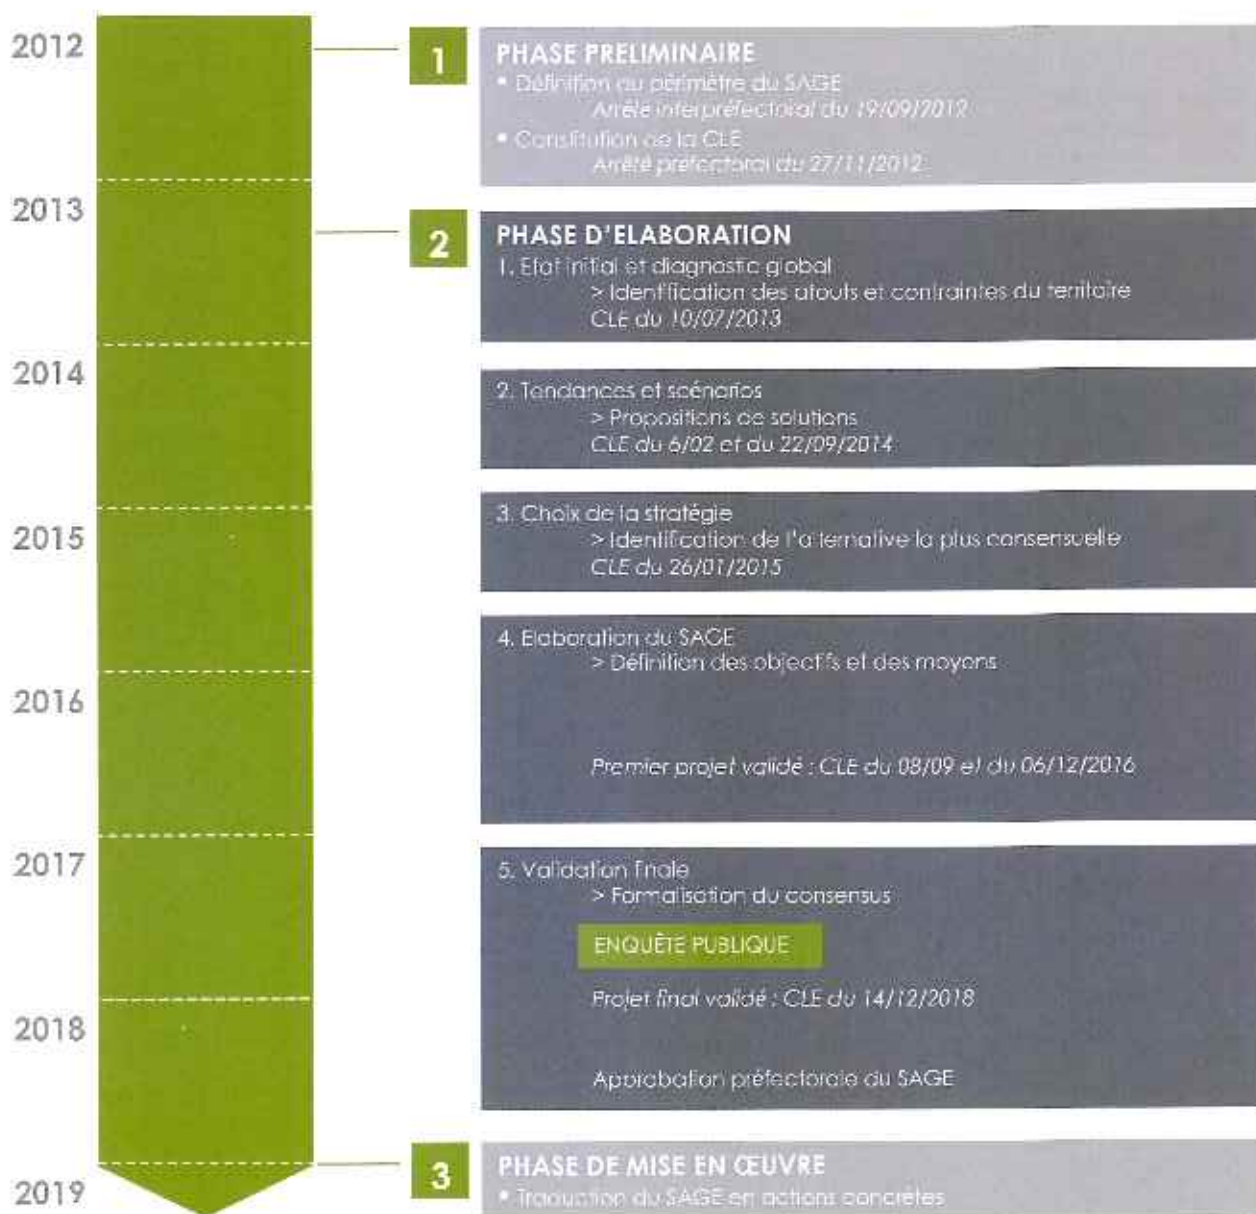 2012
1
PHASE PRELIMINAIRE
• Définition du périmètre du SAGE
Arrêté interpréfectoral du 19/09/2012
• Constitution de la CLE
Arrêté préfectoral du 27/11/2012
2013
2
PHASE D'ELABORATION
1. Etat initial et diagnostic global
> Identification des atouts et contraintes du territoire
CLE du 10/07/2013
2014
2. Tendances et scénarios
> Propositions de solutions
CLE du 6/02 et du 22/09/2014
2015
3. Choix de la stratégie
> Identification de l'alternative la plus consensuelle
CLE du 26/01/2015
4. Elaboration du SAGE
> Définition des objectifs et des moyens
2016
Premier projet validé : CLE du 08/09 et du 06/12/2016
2017
5. Validation finale
> Formalisation du consensus
ENQUÊTE PUBLIQUE
Projet final validé : CLE du 14/12/2018
2018
Approbation préfectorale du SAGE
3
PHASE DE MISE EN ŒUVRE
2019
• Traduction du SAGE en actions concrètes